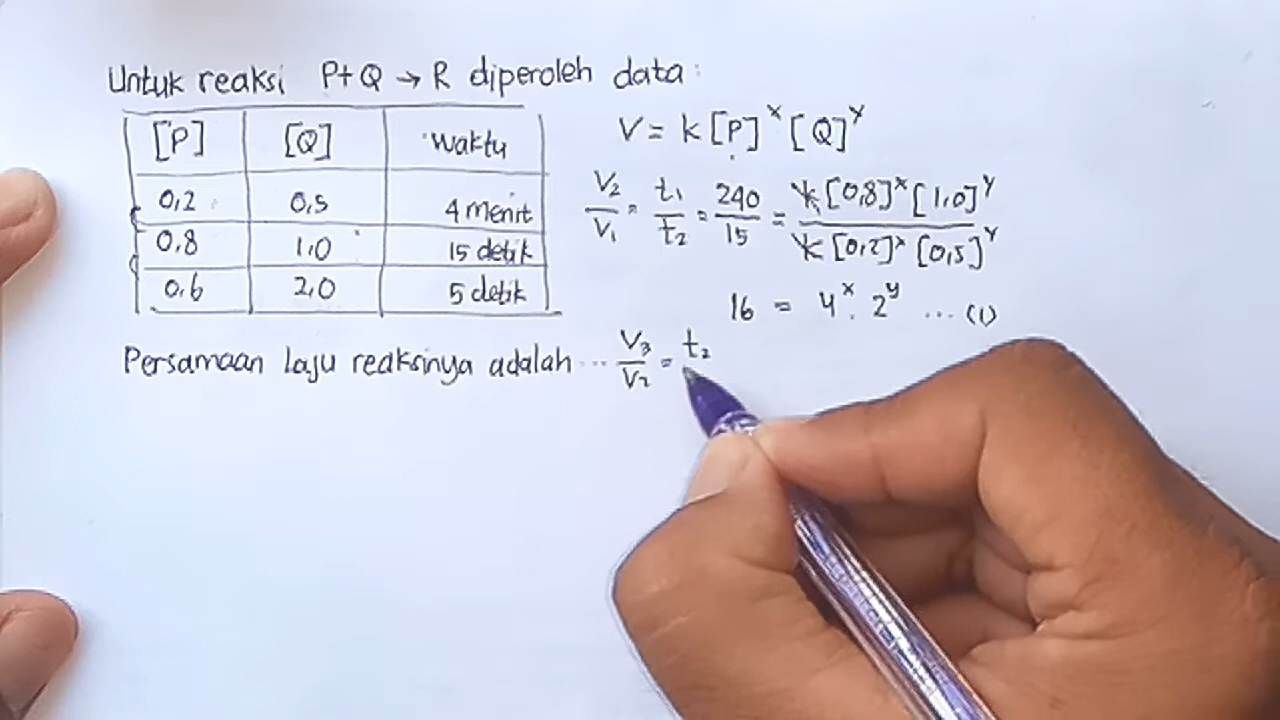 Untuk reaksi P+Q → R diperoleh data :
[P] [Q] waktu
0,2 0,5 4 menit
0,8 1,0 15 detik
0,6 2,0 5 detik
Persamaan laju reaksinya adalah ...
V = k [P]^x [Q]^y
V₂/V₁ = t₁/t₂ = 240/15 = k [0,8]^x [1,0]^y / k [0,2]^x [0,5]^y
16 = 4^x . 2^y ... (1)
V₃/V₂ = t₂